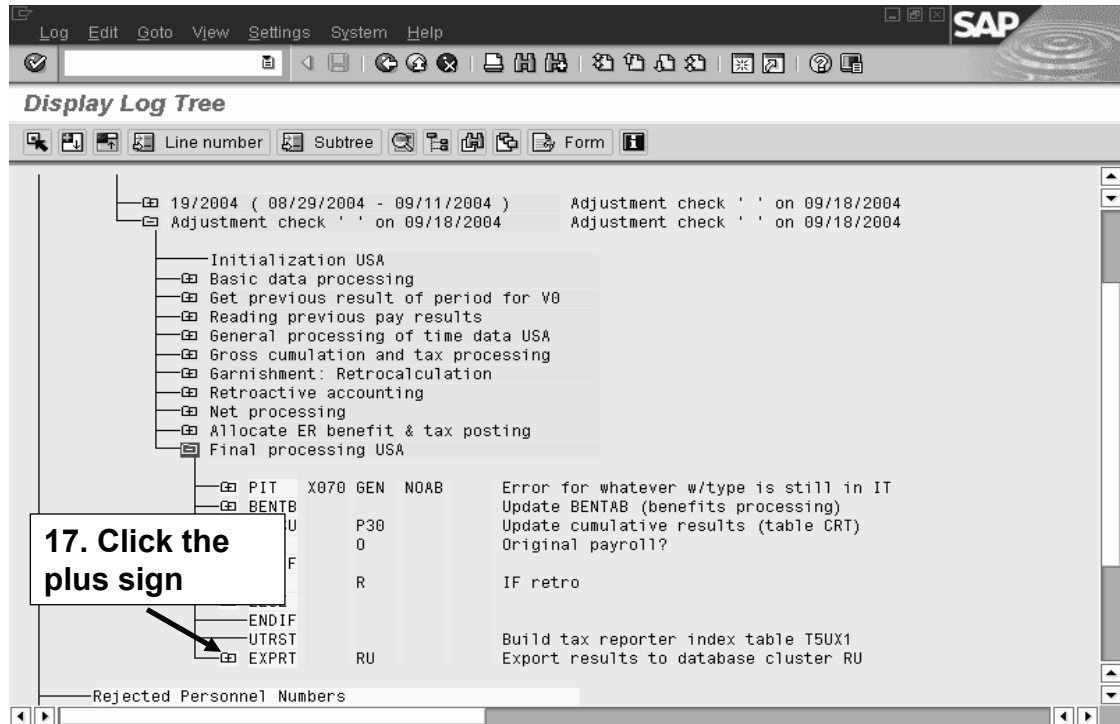 Log Edit Goto View Settings System Help
SAP
Display Log Tree
Line number Subtree Form
19/2004 ( 08/29/2004 - 09/11/2004 ) Adjustment check ' ' on 09/18/2004
Adjustment check ' ' on 09/18/2004 Adjustment check ' ' on 09/18/2004
Initialization USA
Basic data processing
Get previous result of period for V0
Reading previous pay results
General processing of time data USA
Gross cumulation and tax processing
Garnishment: Retrocalculation
Retroactive accounting
Net processing
Allocate ER benefit & tax posting
Final processing USA
PIT X070 GEN NOAB Error for whatever w/type is still in IT
BENTB Update BENTAB (benefits processing)
P30 Update cumulative results (table CRT)
O Original payroll?
R IF retro
17. Click the
plus sign
ENDIF
UTRST Build tax reporter index table T5UX1
EXPRT RU Export results to database cluster RU
Rejected Personnel Numbers